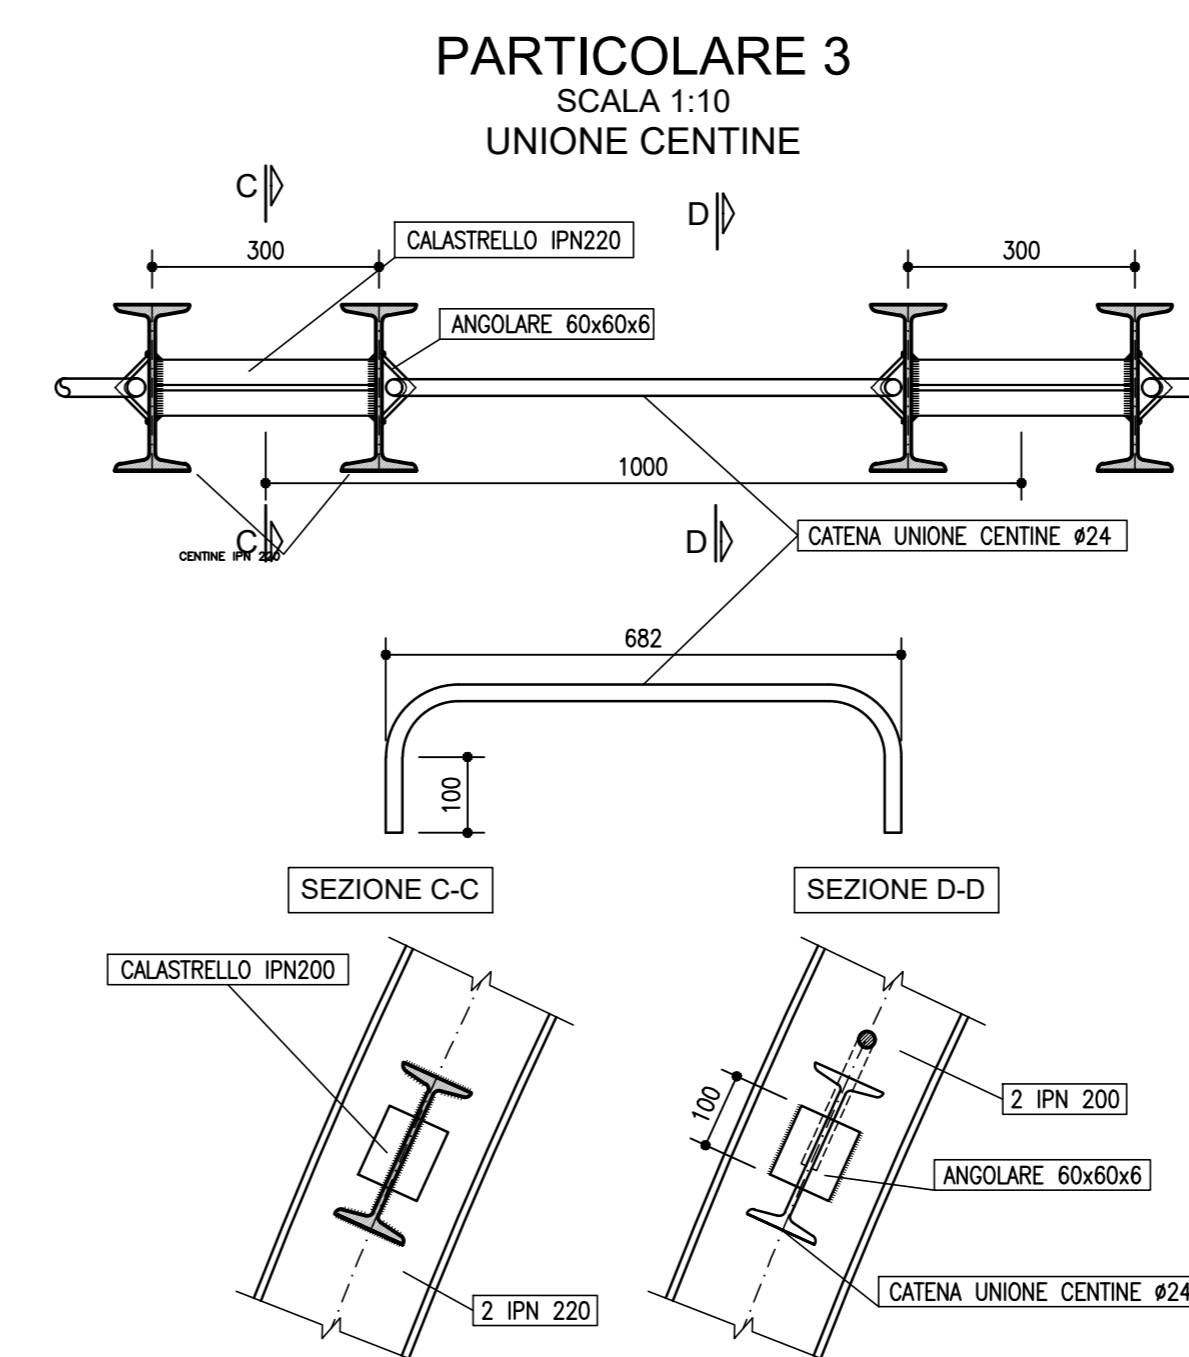 PARTICOLARE 3
SCALA 1:10
UNIONE CENTINE
C
D
300
CALASTRELLO IPN220
300
ANGOLARE 60x60x6
1000
C
D
CATENA UNIONE CENTINE ø24
CENTINE IPN 220
682
100
SEZIONE C-C
SEZIONE D-D
CALASTRELLO IPN200
100
2 IPN 200
ANGOLARE 60x60x6
CATENA UNIONE CENTINE ø24
2 IPN 220